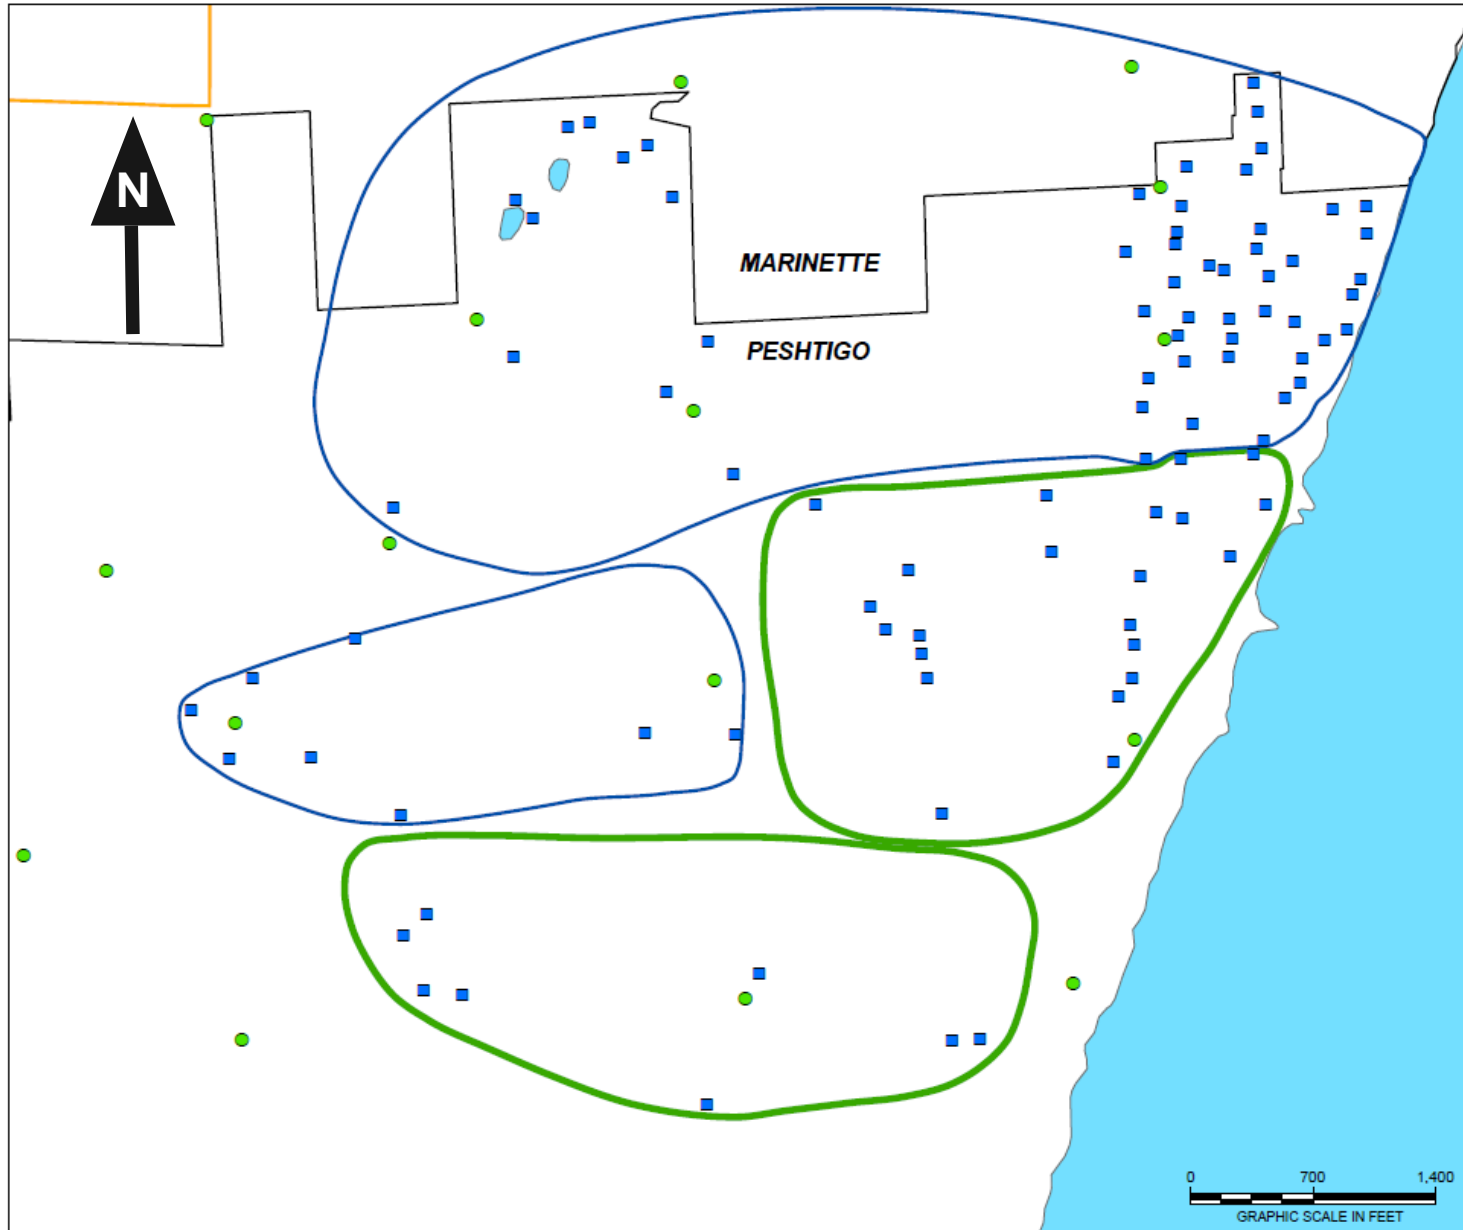 N
MARINETTE
PESHTIGO
0 700 1,400
GRAPHIC SCALE IN FEET